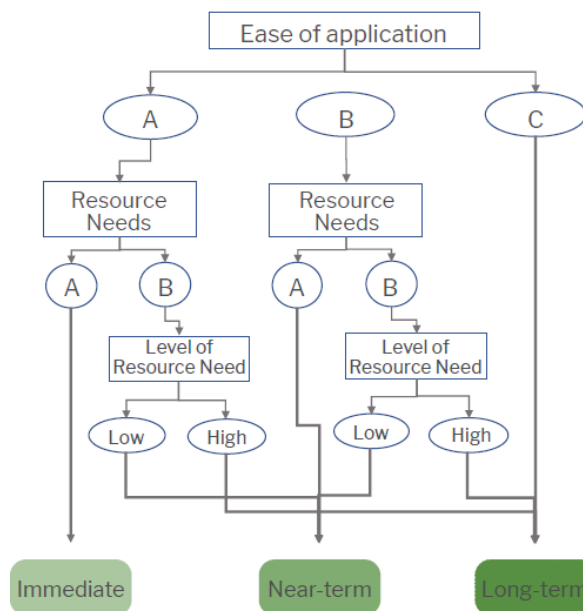 Ease of application
A
B
C
Resource
Needs
Resource
Needs
A
B
A
B
Level of
Resource Need
Level of
Resource Need
Low
High
Low
High
Immediate
Near-term
Long-term